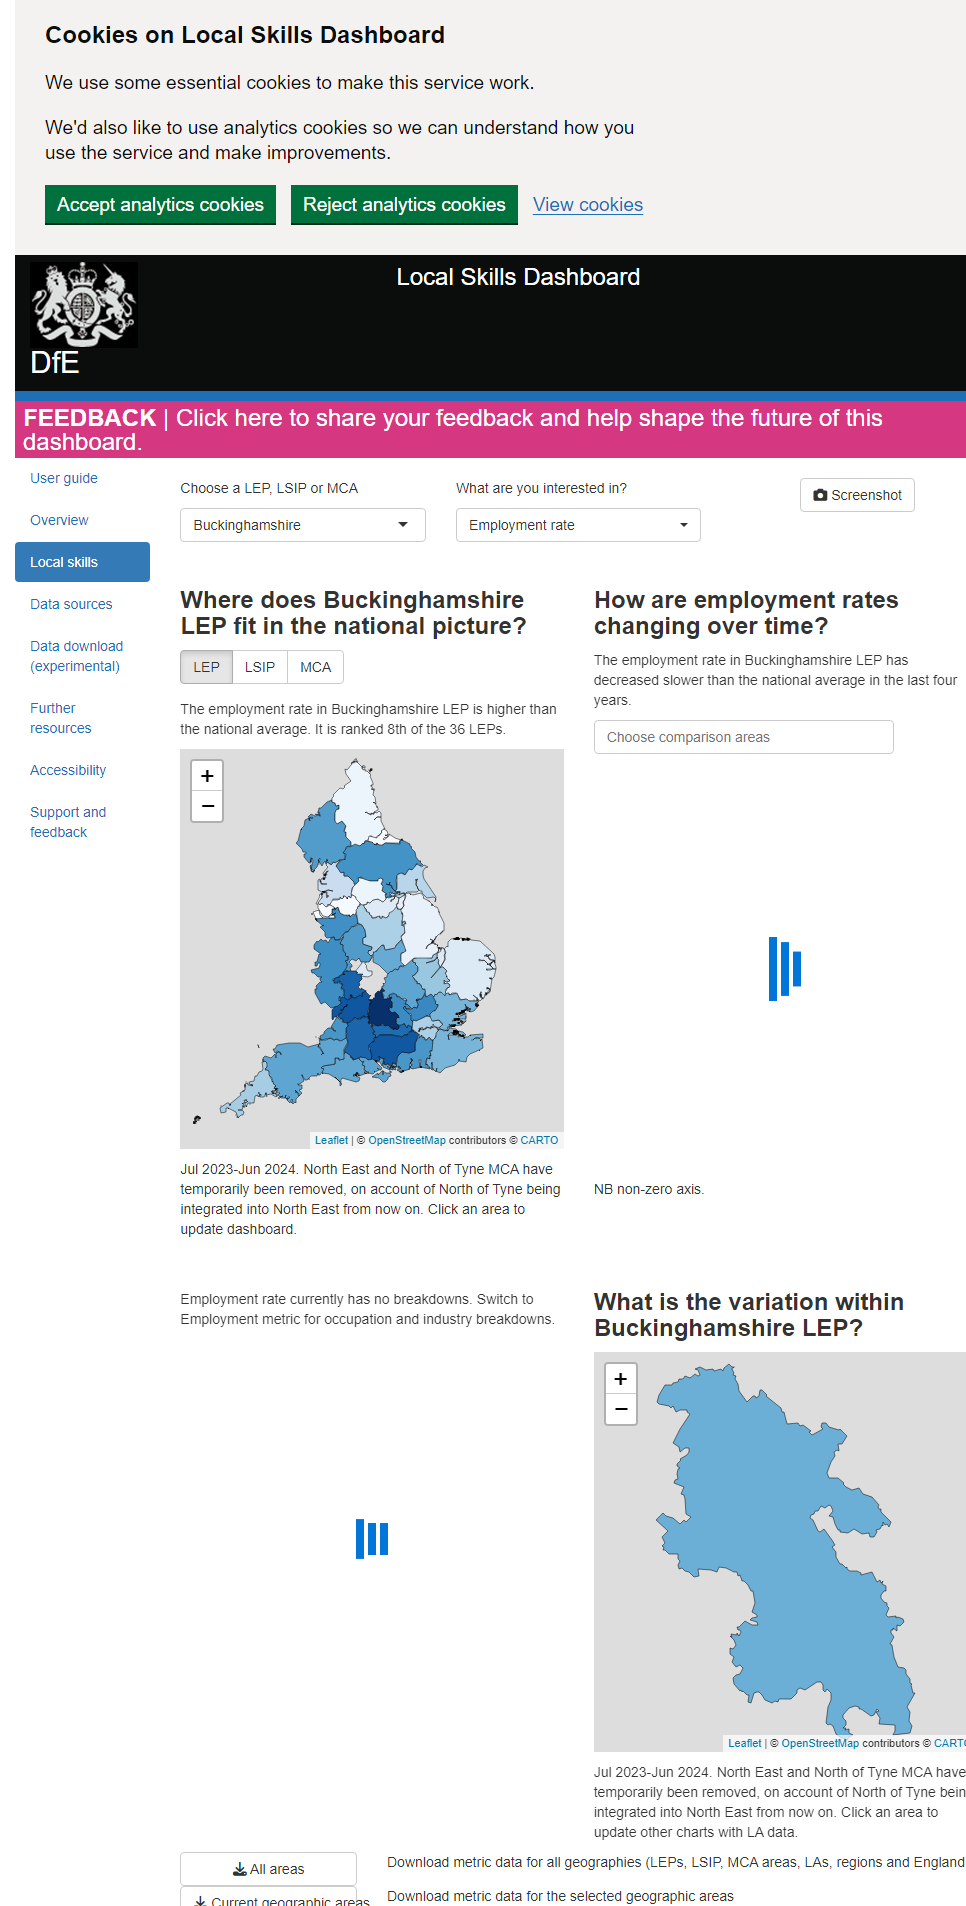 Cookies on Local Skills Dashboard
We use some essential cookies to make this service work.
We'd also like to use analytics cookies so we can understand how you
use the service and make improvements.
Accept analytics cookies Reject analytics cookies View cookies
Local Skills Dashboard
DfE
FEEDBACK | Click here to share your feedback and help shape the future of this
dashboard.
User guide
Overview
Local skills
Data sources
Data download
(experimental)
Further
resources
Accessibility
Support and
feedback
Choose a LEP, LSIP or MCA
Buckinghamshire
What are you interested in?
Employment rate
Screenshot
Where does Buckinghamshire
LEP fit in the national picture?
LEP LSIP MCA
The employment rate in Buckinghamshire LEP is higher than
the national average. It is ranked 8th of the 36 LEPs.
+
−
Leaflet | © OpenStreetMap contributors © CARTO
Jul 2023-Jun 2024. North East and North of Tyne MCA have
temporarily been removed, on account of North of Tyne being
integrated into North East from now on. Click an area to
update dashboard.
How are employment rates
changing over time?
The employment rate in Buckinghamshire LEP has
decreased slower than the national average in the last four
years.
Choose comparison areas
NB non-zero axis.
Employment rate currently has no breakdowns. Switch to
Employment metric for occupation and industry breakdowns.
What is the variation within
Buckinghamshire LEP?
+
−
Leaflet | © OpenStreetMap contributors © CART
Jul 2023-Jun 2024. North East and North of Tyne MCA have
temporarily been removed, on account of North of Tyne bein
integrated into North East from now on. Click an area to
update other charts with LA data.
All areas
Download metric data for all geographies (LEPs, LSIP, MCA areas, LAs, regions and England
Current geographic areas
Download metric data for the selected geographic areas